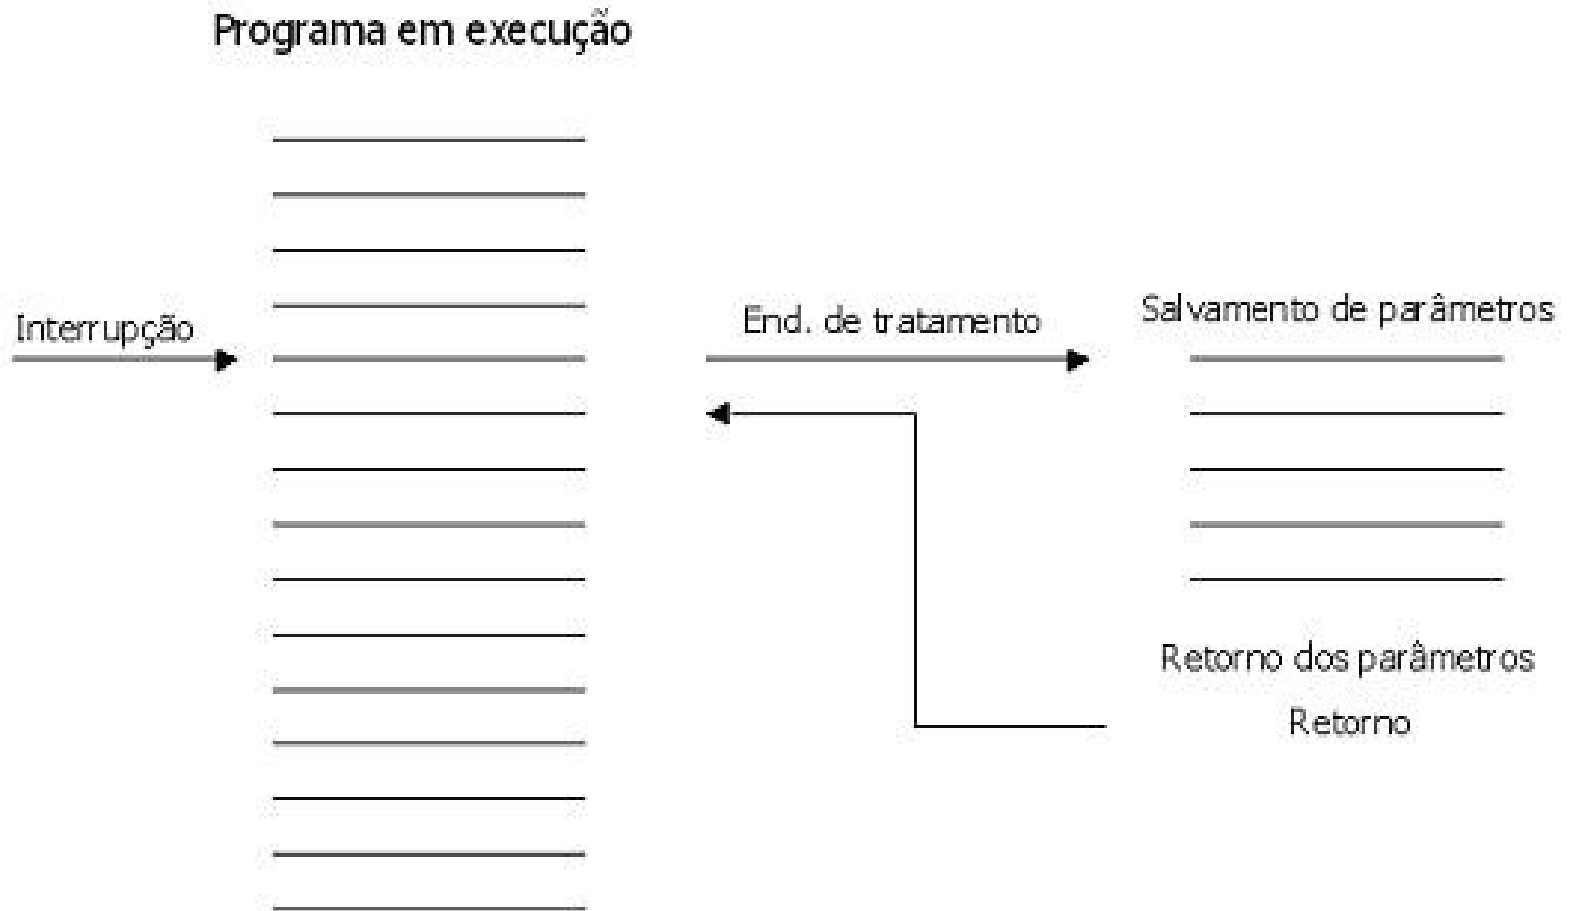 Programa em execução
Interrupção
End. de tratamento
Salvamento de parâmetros
Retorno dos parâmetros
Retorno